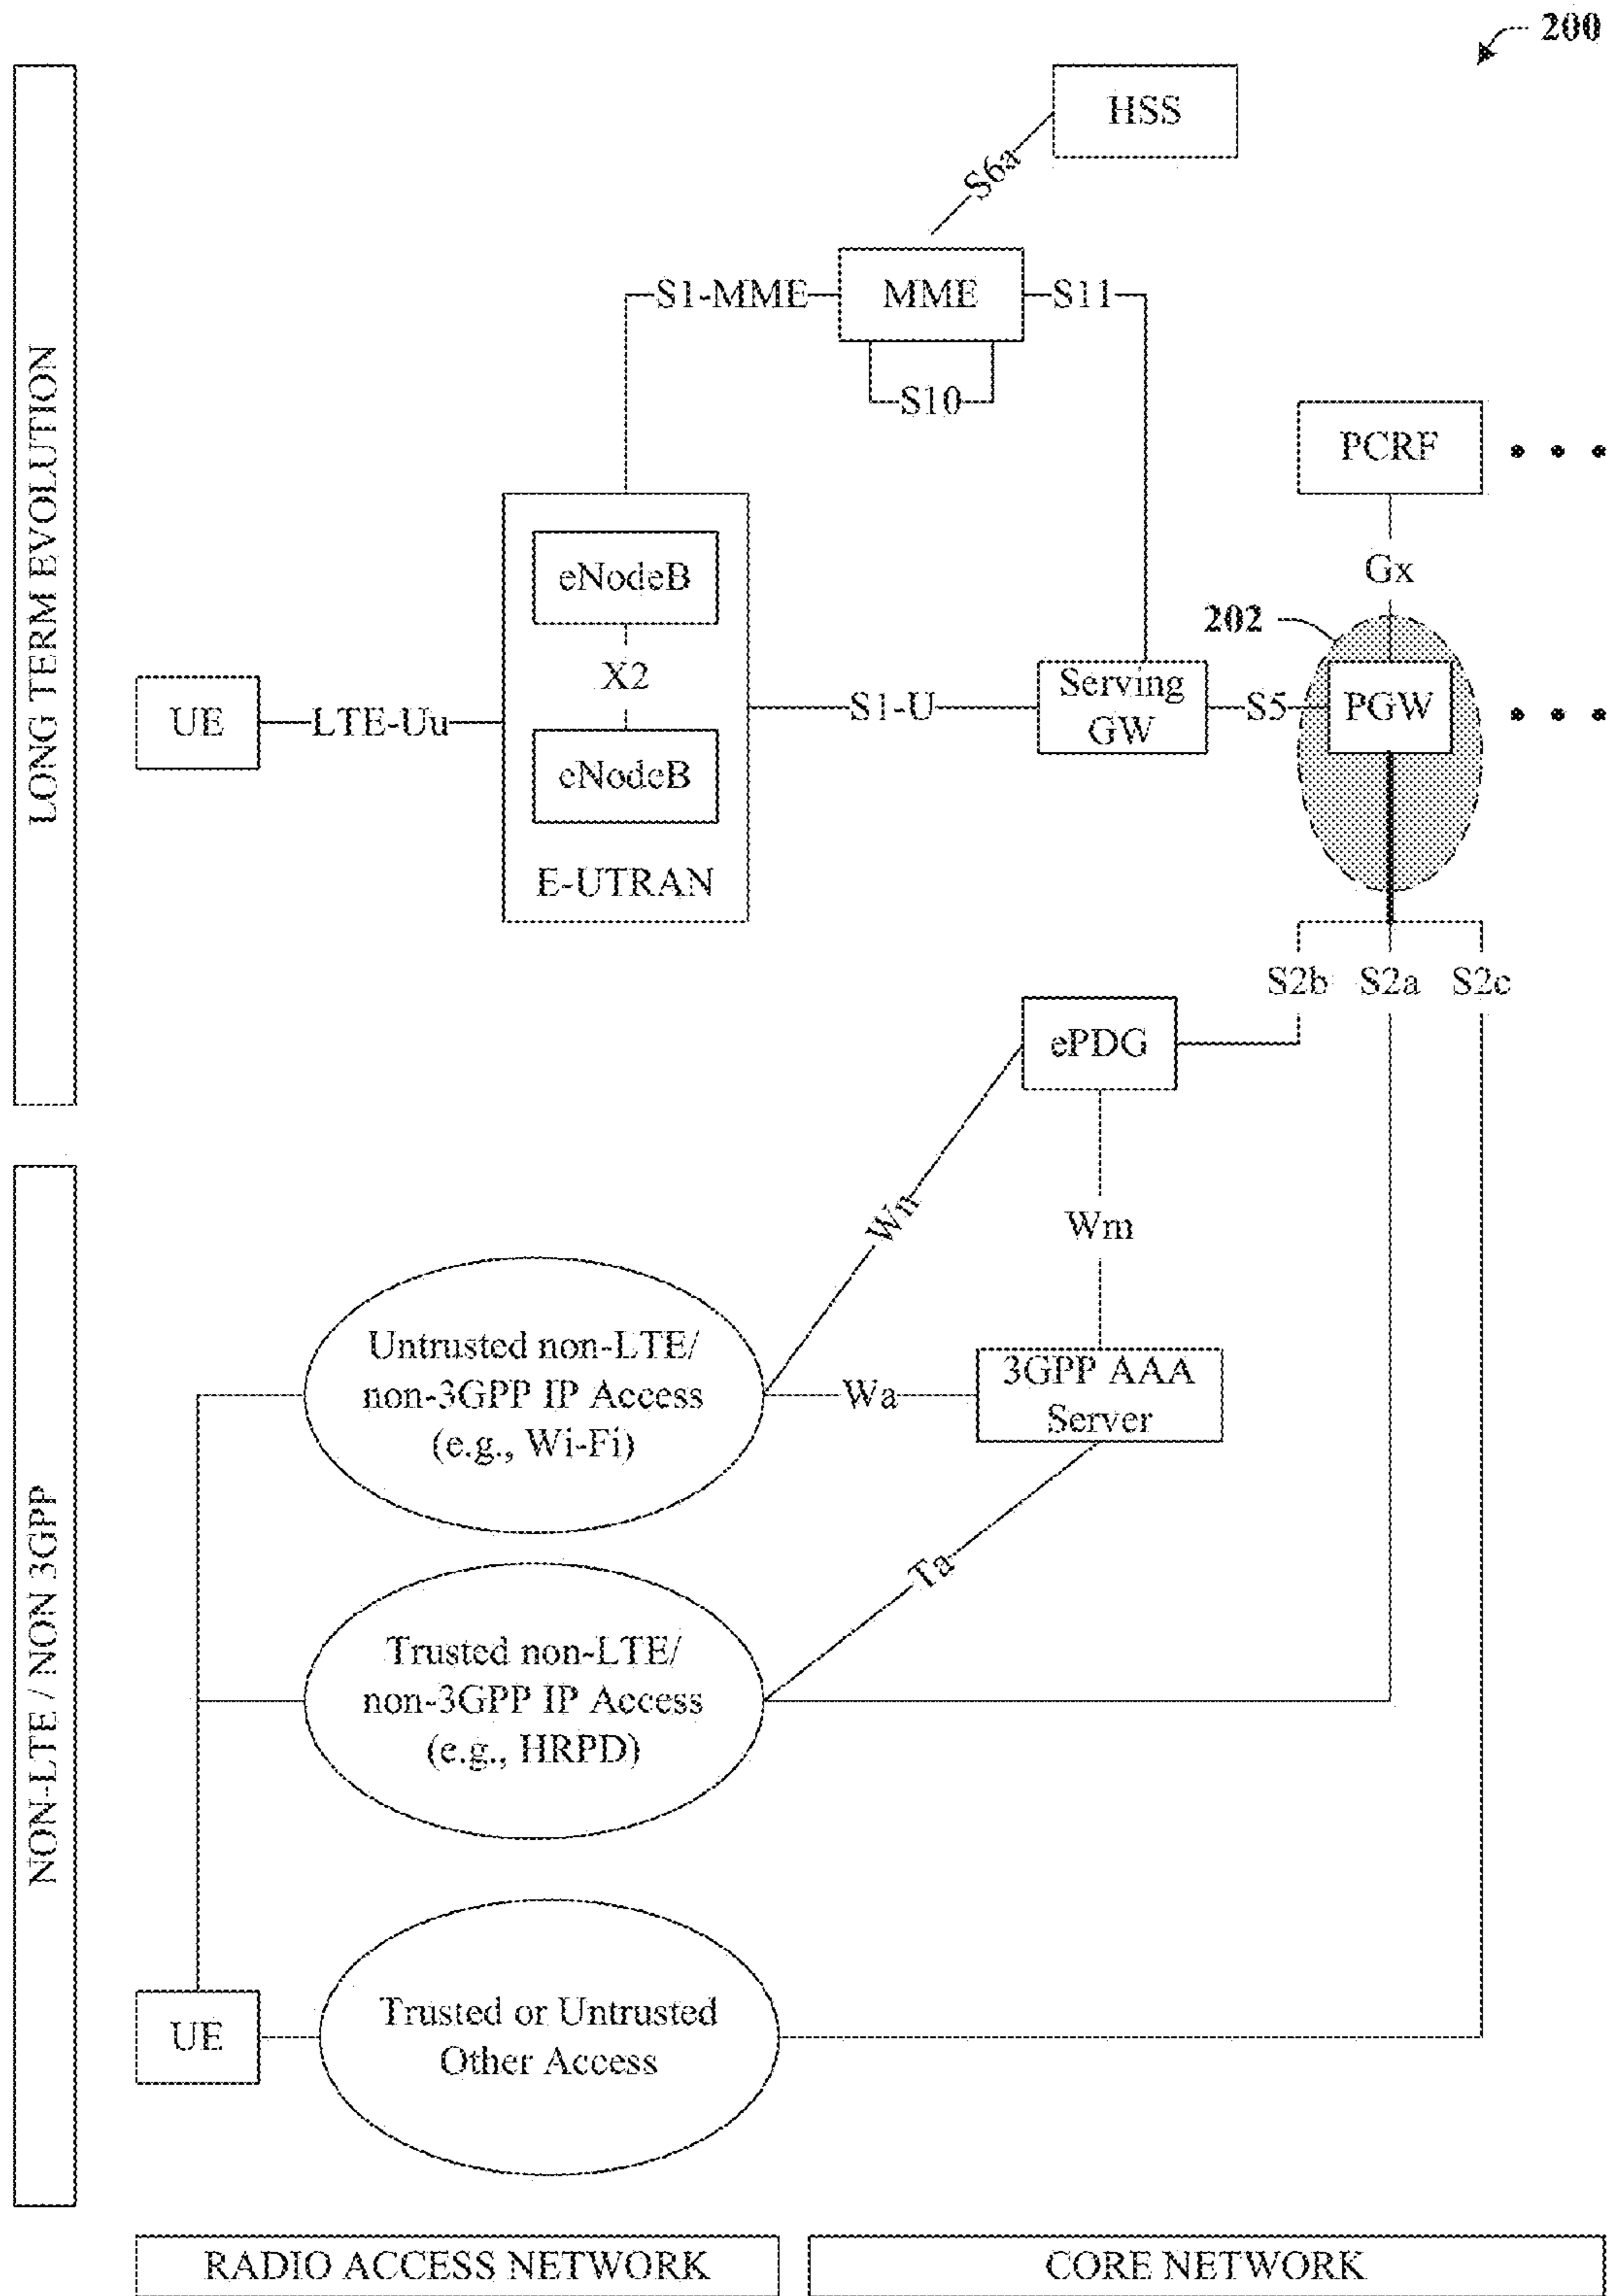 200
HSS
S6a
S1-MME
MME
S11
S10
PCRF
Gx
202
eNodeB
X2
eNodeB
E-UTRAN
UE
LTE-Uu
S1-U
Serving
GW
S5
PGW
LONG TERM EVOLUTION
S2b
S2a
S2c
ePDG
Wn
Wm
Untrusted non-LTE/
non-3GPP IP Access
(e.g., Wi-Fi)
Wa
3GPP AAA
Server
Ta
Trusted non-LTE/
non-3GPP IP Access
(e.g., HRPD)
NON-LTE / NON 3GPP
UE
Trusted or Untrusted
Other Access
RADIO ACCESS NETWORK
CORE NETWORK